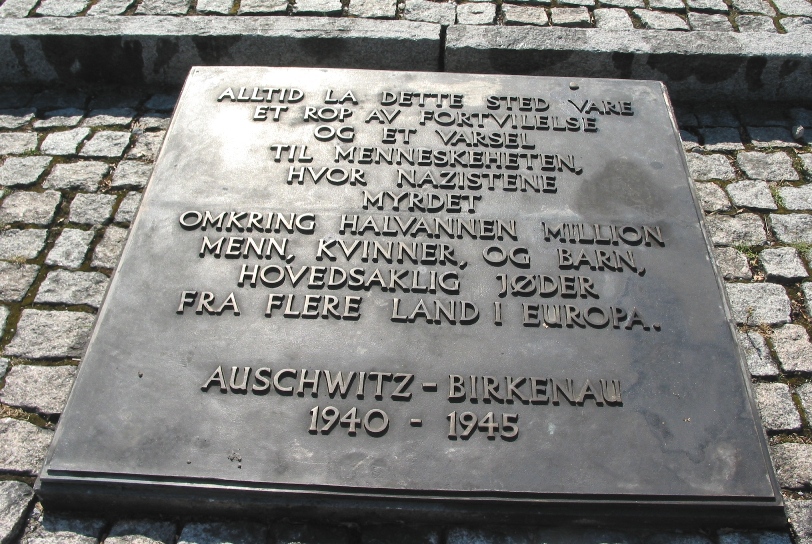 ALLTID LA DETTE STED VARE
ET ROP AV FORTVILELSE
OG ET VARSEL
TIL MENNESKEHETEN,
HVOR NAZISTENE
MYRDET
OMKRING HALVANNEN MILLION
MENN, KVINNER, OG BARN,
HOVEDSAKLIG JØDER
FRA FLERE LAND I EUROPA.
AUSCHWITZ - BIRKENAU
1940 - 1945